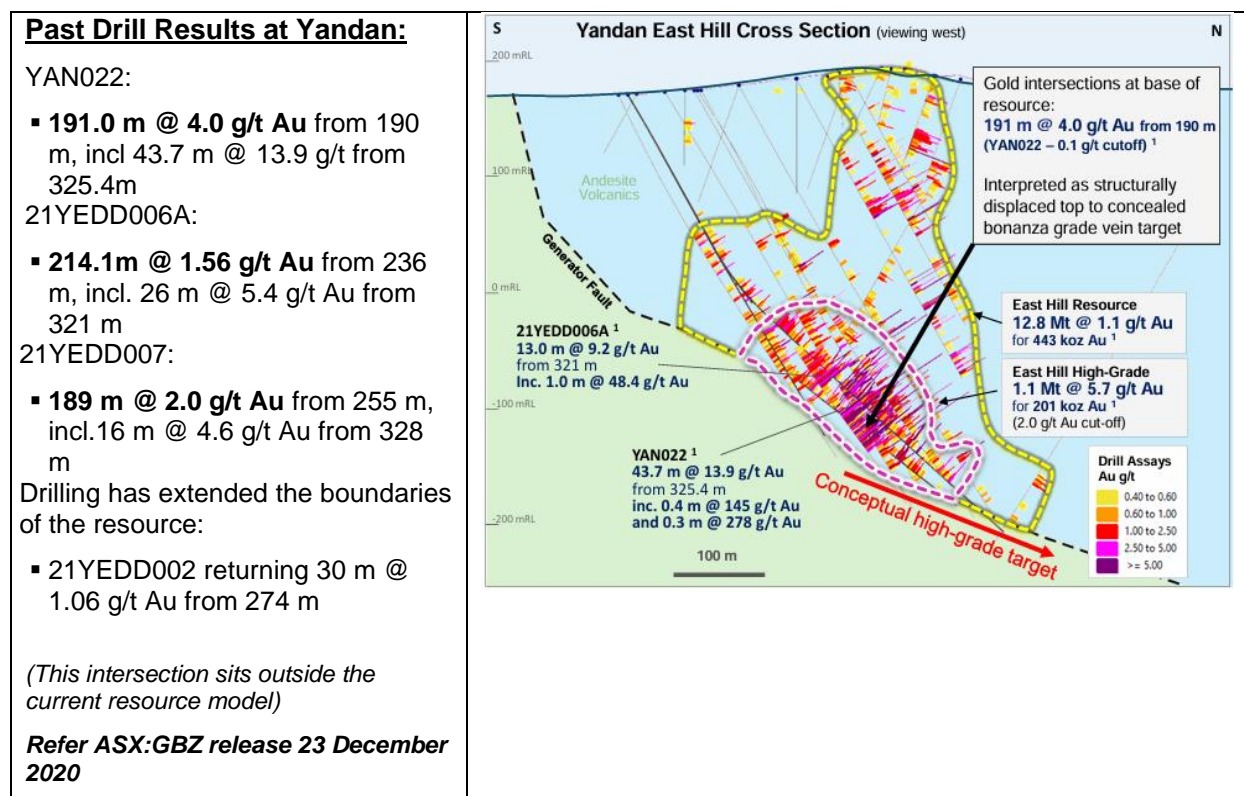 Past Drill Results at Yandan:
YAN022:
▪ 191.0 m @ 4.0 g/t Au from 190
m, incl 43.7 m @ 13.9 g/t from
325.4m
21YEDD006A:
▪ 214.1m @ 1.56 g/t Au from 236
m, incl. 26 m @ 5.4 g/t Au from
321 m
21YEDD007:
▪ 189 m @ 2.0 g/t Au from 255 m,
incl.16 m @ 4.6 g/t Au from 328
m
Drilling has extended the boundaries
of the resource:
▪ 21YEDD002 returning 30 m @
1.06 g/t Au from 274 m
(This intersection sits outside the
current resource model)
Refer ASX:GBZ release 23 December
2020
S
Yandan East Hill Cross Section (viewing west)
N
200 mRL
100 mRL
0 mRL
-100 mRL
-200 mRL
Andesite
Volcanics
Generator Fault
Gold intersections at base of
resource:
191 m @ 4.0 g/t Au from 190 m
(YAN022 – 0.1 g/t cutoff) ¹
Interpreted as structurally
displaced top to concealed
bonanza grade vein target
East Hill Resource
12.8 Mt @ 1.1 g/t Au
for 443 koz Au ¹
East Hill High-Grade
1.1 Mt @ 5.7 g/t Au
for 201 koz Au ¹
(2.0 g/t Au cut-off)
21YEDD006A ¹
13.0 m @ 9.2 g/t Au
from 321 m
Inc. 1.0 m @ 48.4 g/t Au
YAN022 ¹
43.7 m @ 13.9 g/t Au
from 325.4 m
inc. 0.4 m @ 145 g/t Au
and 0.3 m @ 278 g/t Au
Conceptual high-grade target
100 m
Drill Assays
Au g/t
0.40 to 0.60
0.60 to 1.00
1.00 to 2.50
2.50 to 5.00
>= 5.00